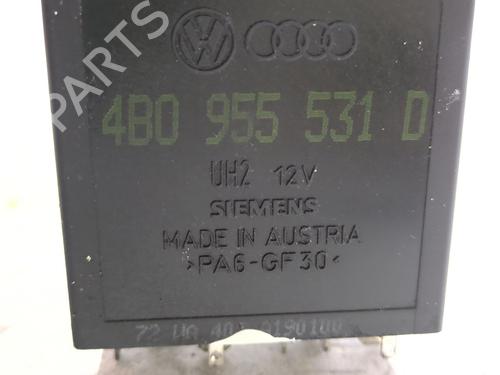 4B0 955 531 D
UH2 12V
SIEMENS
MADE IN AUSTRIA
>PA6-GF30<
PARTS